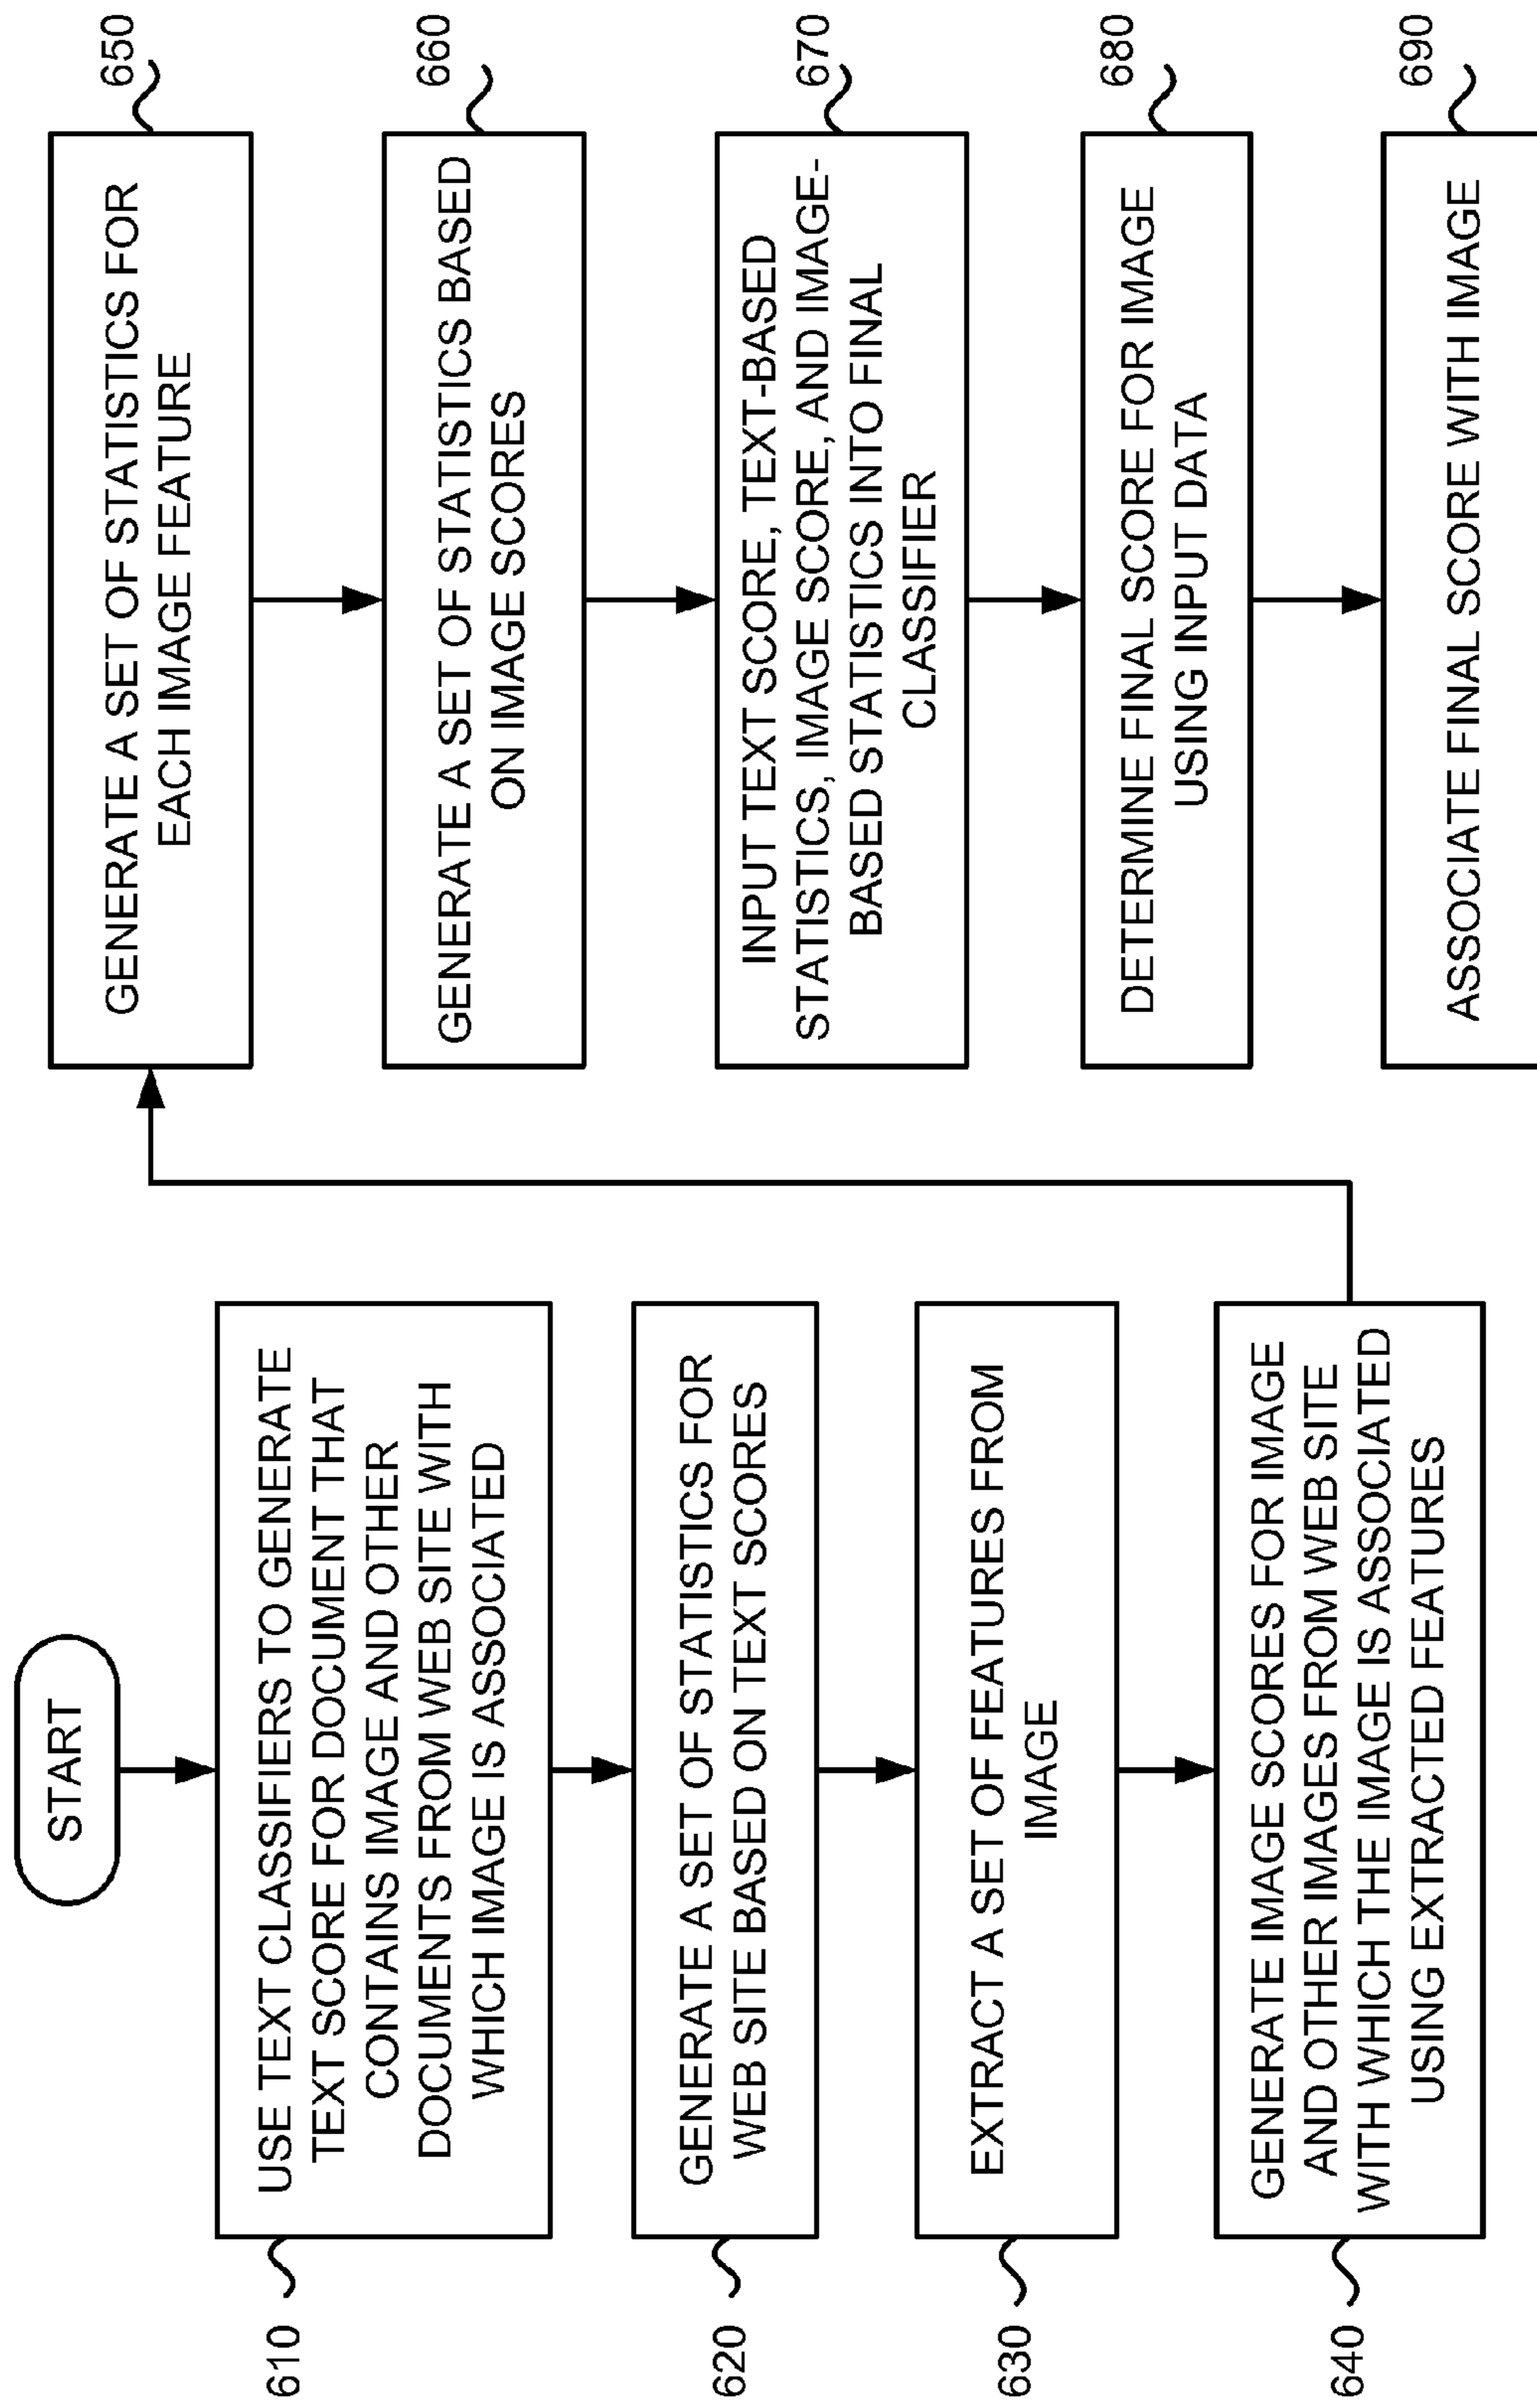 START
610
USE TEXT CLASSIFIERS TO GENERATE
TEXT SCORE FOR DOCUMENT THAT
CONTAINS IMAGE AND OTHER
DOCUMENTS FROM WEB SITE WITH
WHICH IMAGE IS ASSOCIATED
620
GENERATE A SET OF STATISTICS FOR
WEB SITE BASED ON TEXT SCORES
630
EXTRACT A SET OF FEATURES FROM
IMAGE
640
GENERATE IMAGE SCORES FOR IMAGE
AND OTHER IMAGES FROM WEB SITE
WITH WHICH THE IMAGE IS ASSOCIATED
USING EXTRACTED FEATURES
650
GENERATE A SET OF STATISTICS FOR
EACH IMAGE FEATURE
660
GENERATE A SET OF STATISTICS BASED
ON IMAGE SCORES
670
INPUT TEXT SCORE, TEXT-BASED
STATISTICS, IMAGE SCORE, AND IMAGE-
BASED STATISTICS INTO FINAL
CLASSIFIER
680
DETERMINE FINAL SCORE FOR IMAGE
USING INPUT DATA
690
ASSOCIATE FINAL SCORE WITH IMAGE